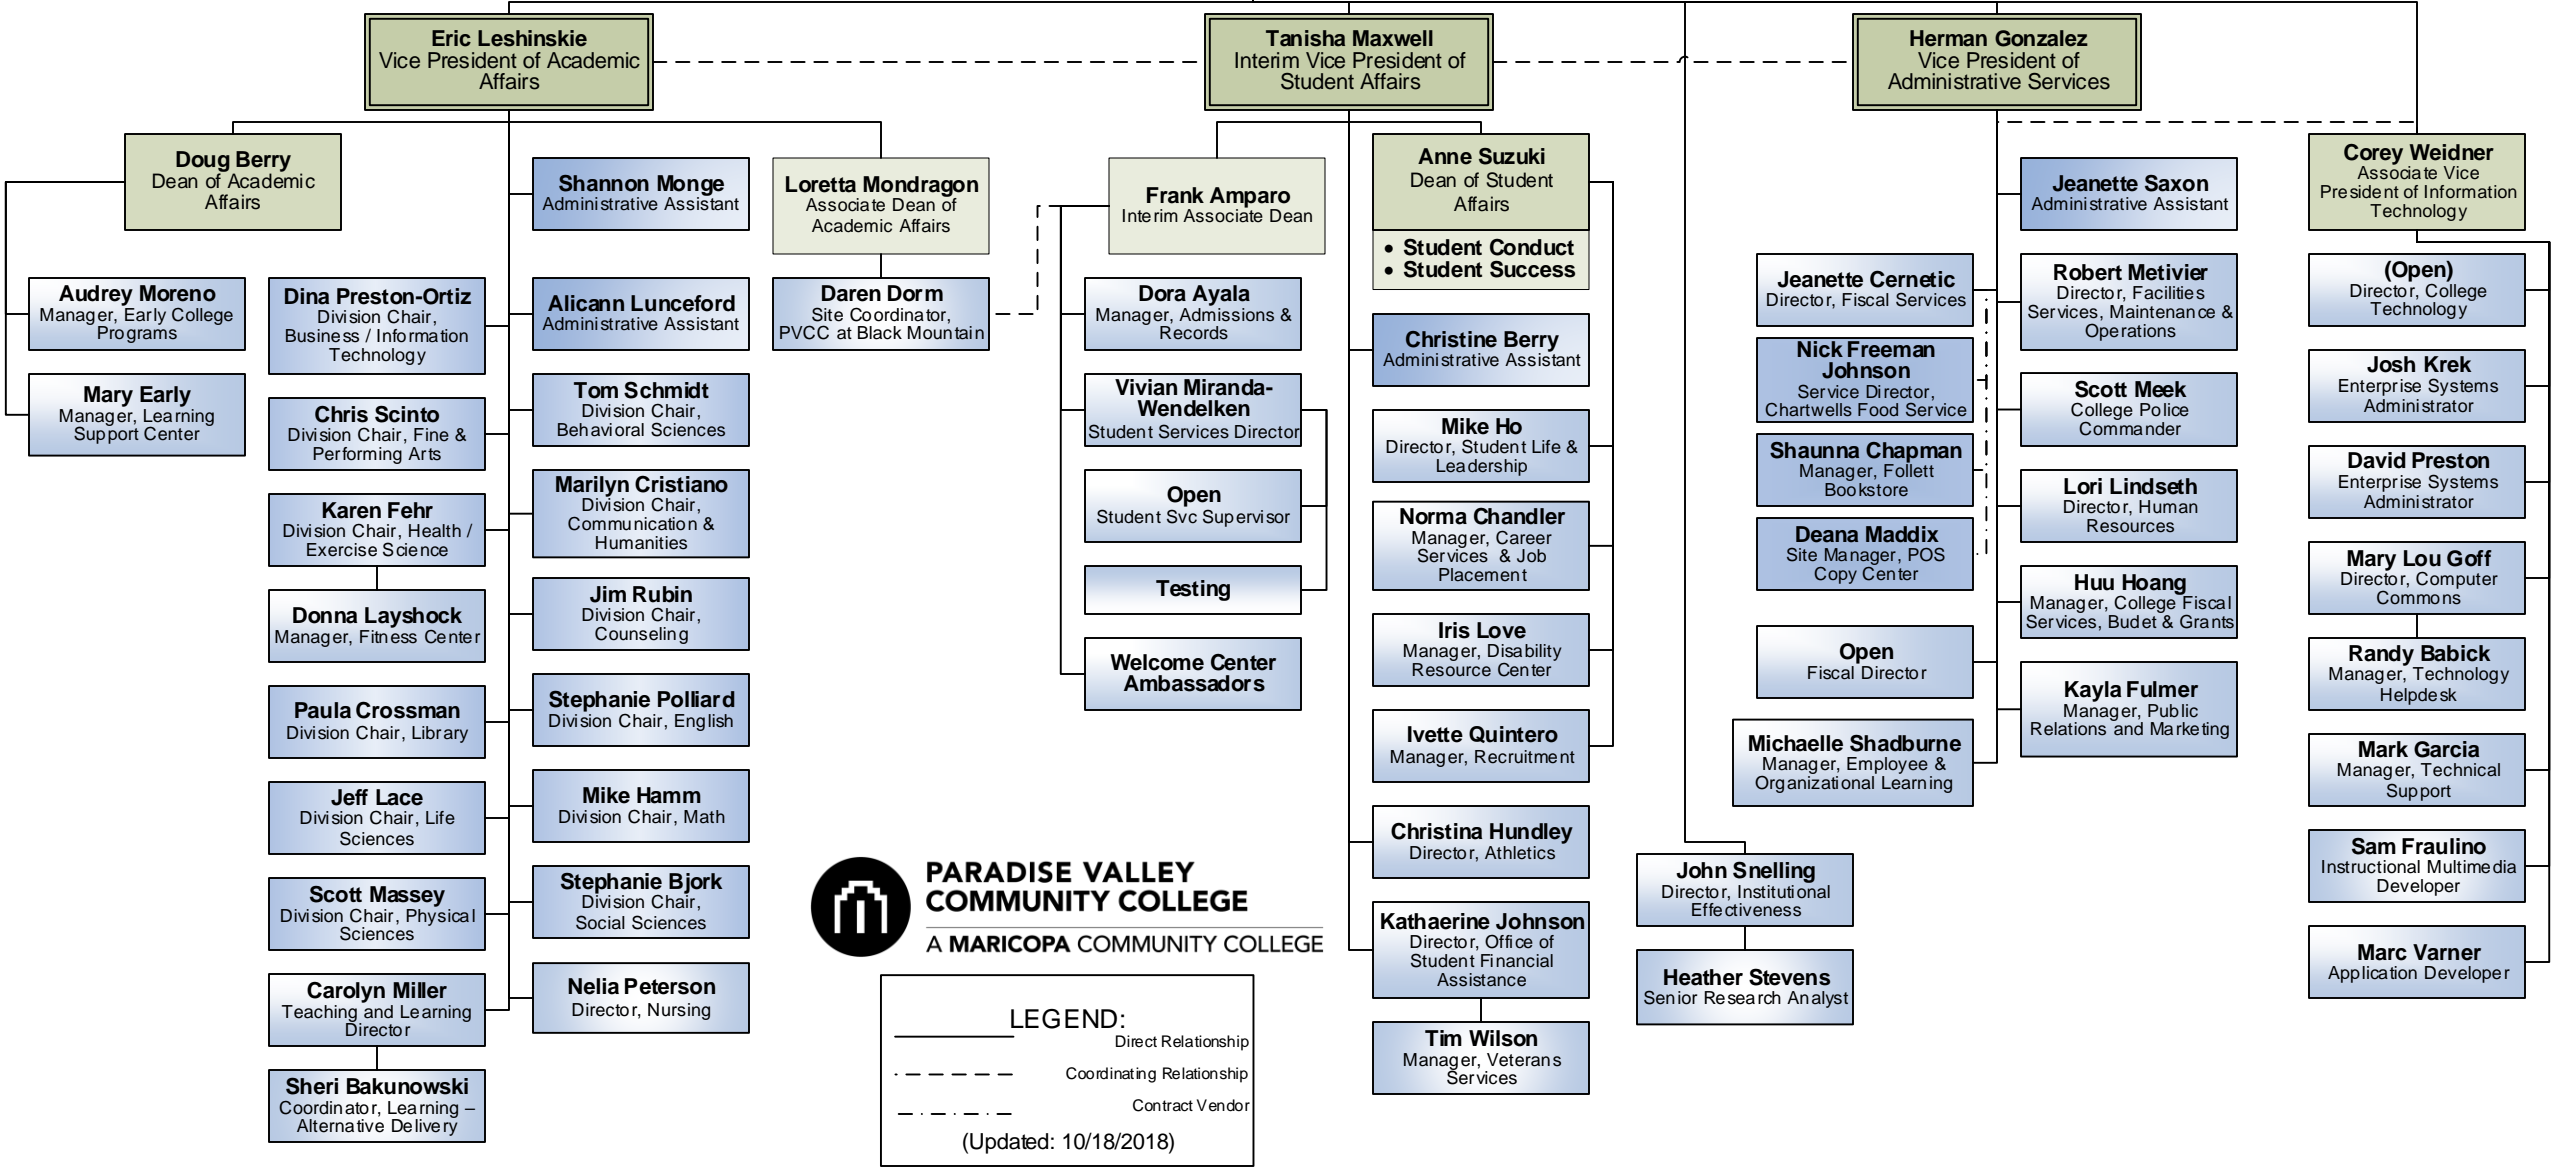 Eric Leshinskie
Vice President of Academic
Affairs
Tanisha Maxwell
Interim Vice President of
Student Affairs
Herman Gonzalez
Vice President of
Administrative Services
Doug Berry
Dean of Academic
Affairs
Audrey Moreno
Manager, Early College
Programs
Mary Early
Manager, Learning
Support Center
Dina Preston-Ortiz
Division Chair,
Business / Information
Technology
Chris Scinto
Division Chair, Fine &
Performing Arts
Karen Fehr
Division Chair, Health /
Exercise Science
Donna Layshock
Manager, Fitness Center
Paula Crossman
Division Chair, Library
Jeff Lace
Division Chair, Life
Sciences
Scott Massey
Division Chair, Physical
Sciences
Carolyn Miller
Teaching and Learning
Director
Sheri Bakunowski
Coordinator, Learning –
Alternative Delivery
Shannon Monge
Administrative Assistant
Alicann Lunceford
Administrative Assistant
Tom Schmidt
Division Chair,
Behavioral Sciences
Marilyn Cristiano
Division Chair,
Communication &
Humanities
Jim Rubin
Division Chair,
Counseling
Stephanie Polliard
Division Chair, English
Mike Hamm
Division Chair, Math
Stephanie Bjork
Division Chair,
Social Sciences
Nelia Peterson
Director, Nursing
Loretta Mondragon
Associate Dean of
Academic Affairs
Daren Dorm
Site Coordinator,
PVCC at Black Mountain
Frank Amparo
Interim Associate Dean
Dora Ayala
Manager, Admissions &
Records
Vivian Miranda-
Wendelken
Student Services Director
Open
Student Svc Supervisor
Testing
Welcome Center
Ambassadors
Anne Suzuki
Dean of Student
Affairs
• Student Conduct
• Student Success
Christine Berry
Administrative Assistant
Mike Ho
Director, Student Life &
Leadership
Norma Chandler
Manager, Career
Services & Job
Placement
Iris Love
Manager, Disability
Resource Center
Ivette Quintero
Manager, Recruitment
Christina Hundley
Director, Athletics
Kathaerine Johnson
Director, Office of
Student Financial
Assistance
Tim Wilson
Manager, Veterans
Services
John Snelling
Director, Institutional
Effectiveness
Heather Stevens
Senior Research Analyst
Jeanette Cernetic
Director, Fiscal Services
Nick Freeman
Johnson
Service Director,
Chartwells Food Service
Shaunna Chapman
Manager, Follett
Bookstore
Deana Maddix
Site Manager, POS
Copy Center
Open
Fiscal Director
Michaelle Shadburne
Manager, Employee &
Organizational Learning
Jeanette Saxon
Administrative Assistant
Robert Metivier
Director, Facilities
Services, Maintenance &
Operations
Scott Meek
College Police
Commander
Lori Lindseth
Director, Human
Resources
Huu Hoang
Manager, College Fiscal
Services, Budet & Grants
Kayla Fulmer
Manager, Public
Relations and Marketing
Corey Weidner
Associate Vice
President of Information
Technology
(Open)
Director, College
Technology
Josh Krek
Enterprise Systems
Administrator
David Preston
Enterprise Systems
Administrator
Mary Lou Goff
Director, Computer
Commons
Randy Babick
Manager, Technology
Helpdesk
Mark Garcia
Manager, Technical
Support
Sam Fraulino
Instructional Multimedia
Developer
Marc Varner
Application Developer
PARADISE VALLEY
COMMUNITY COLLEGE
A MARICOPA COMMUNITY COLLEGE
LEGEND:
Direct Relationship
Coordinating Relationship
Contract Vendor
(Updated: 10/18/2018)